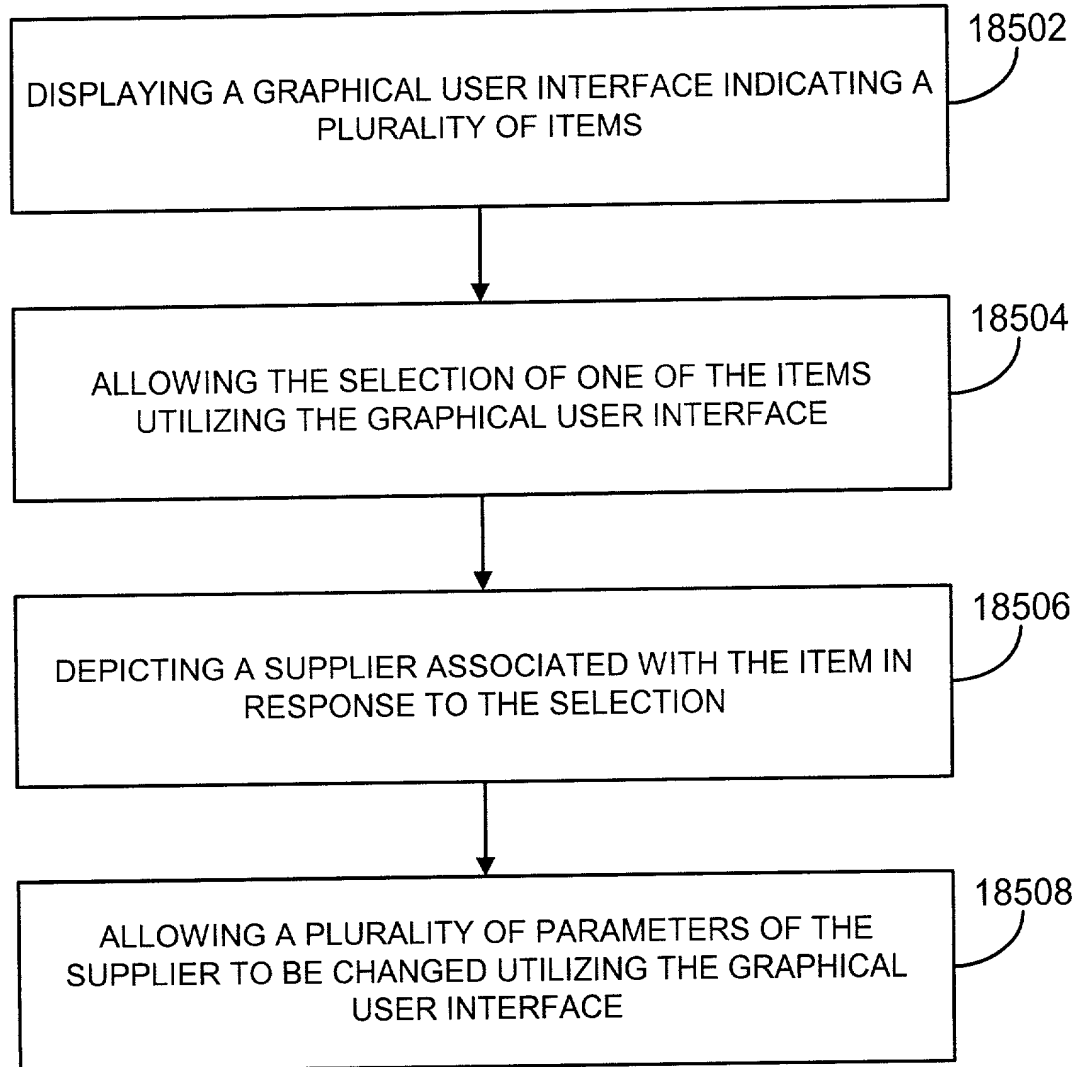 18502
DISPLAYING A GRAPHICAL USER INTERFACE INDICATING A
PLURALITY OF ITEMS
18504
ALLOWING THE SELECTION OF ONE OF THE ITEMS
UTILIZING THE GRAPHICAL USER INTERFACE
18506
DEPICTING A SUPPLIER ASSOCIATED WITH THE ITEM IN
RESPONSE TO THE SELECTION
18508
ALLOWING A PLURALITY OF PARAMETERS OF THE
SUPPLIER TO BE CHANGED UTILIZING THE GRAPHICAL
USER INTERFACE